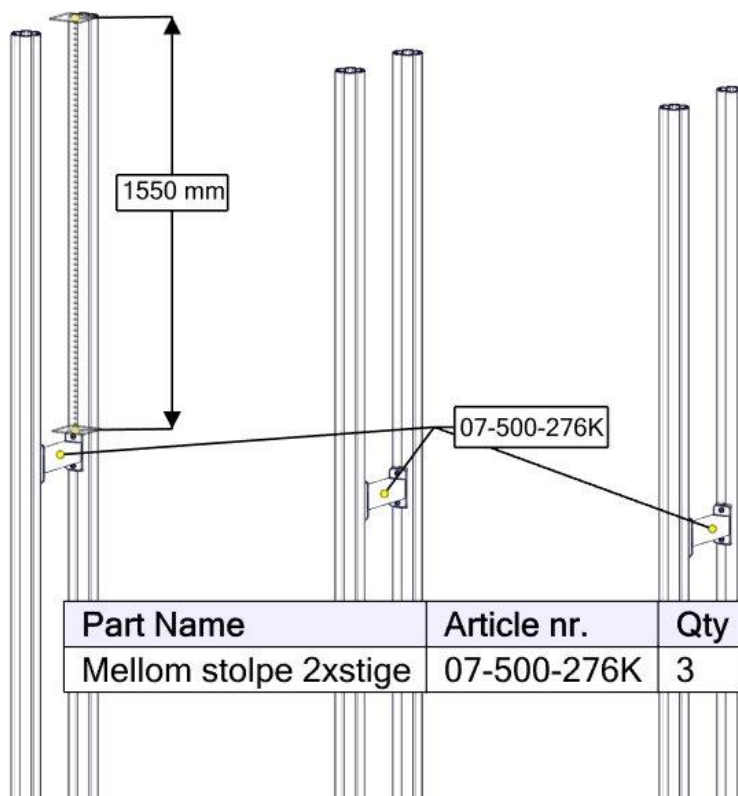 1550 mm
07-500-276K
Part Name Article nr. Qty
Mellom stolpe 2xstige 07-500-276K 3